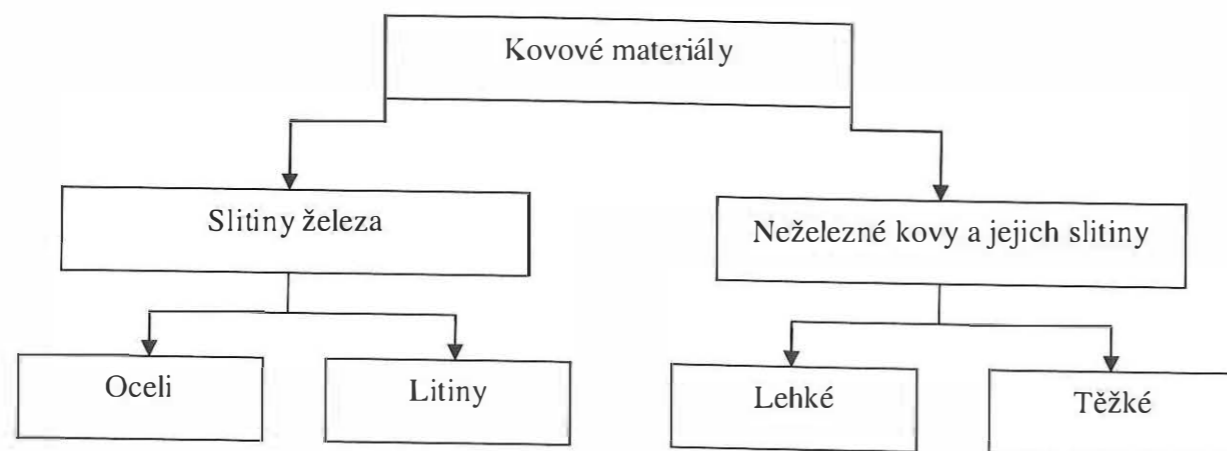 Kovové materiály
Slitiny železa
Neželezné kovy a jejich slitiny
Oceli
Litiny
Lehké
Těžké